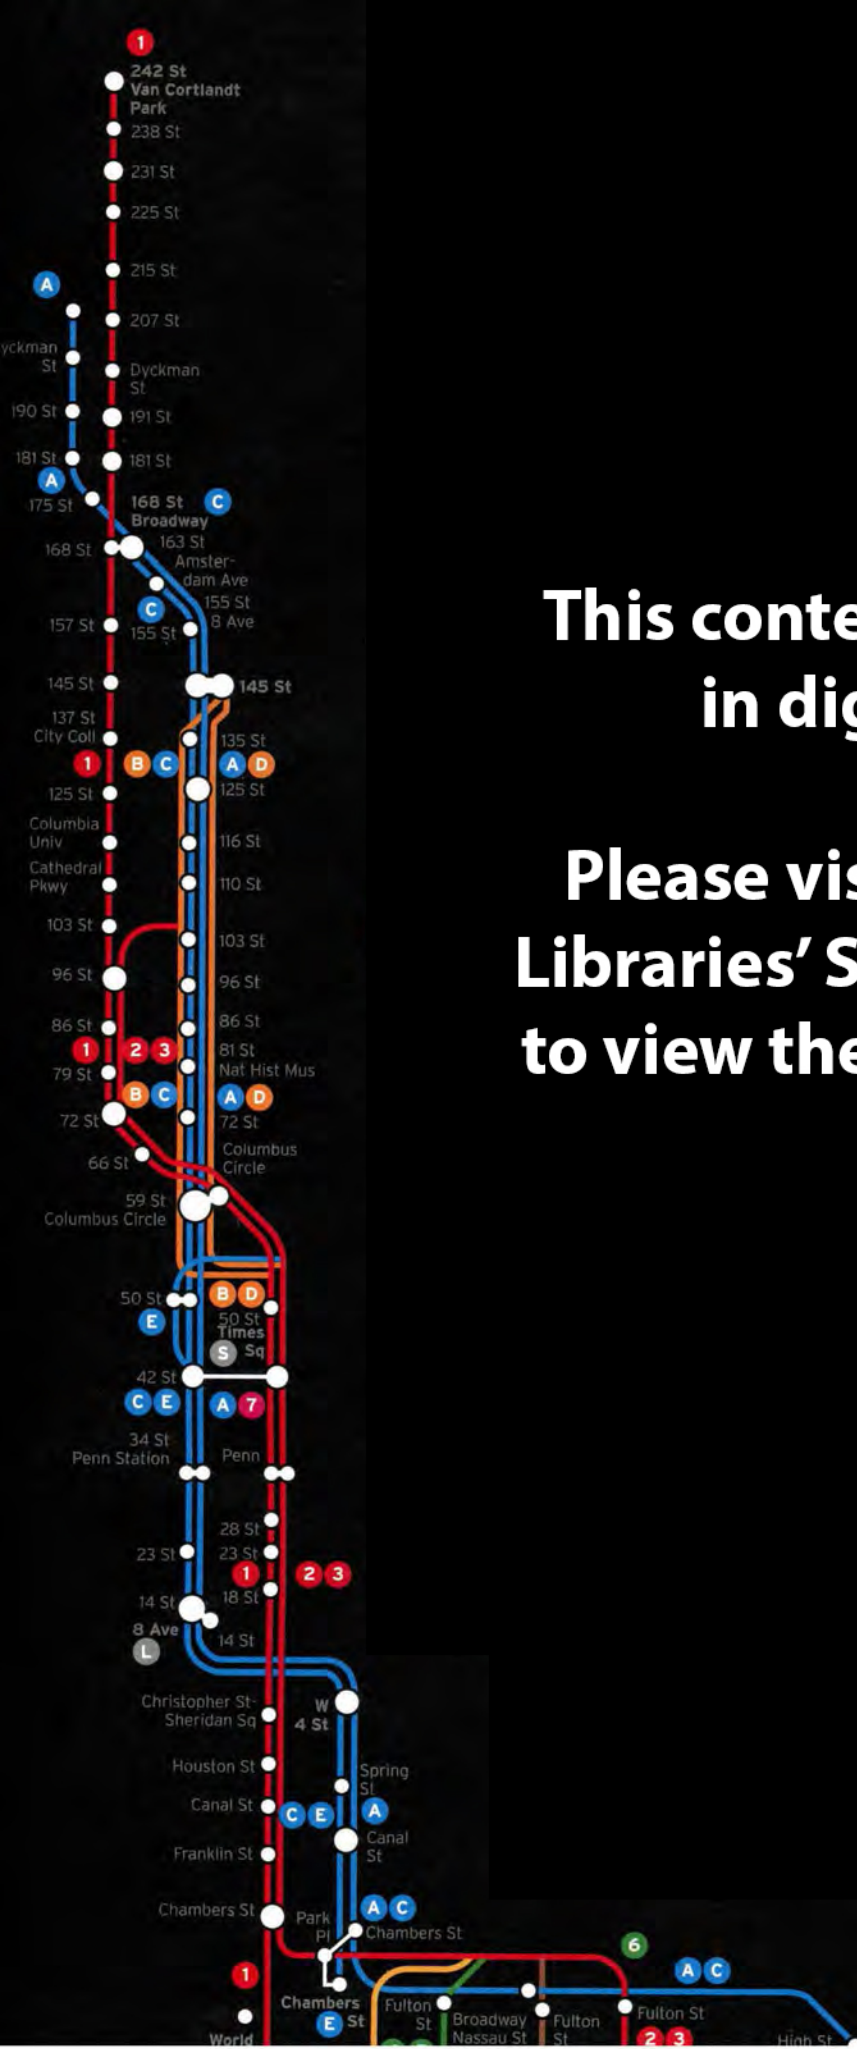 1
242 St
Van Cortlandt
Park
238 St
231 St
225 St
215 St
A
207 St
yckman
St
Dyckman
St
190 St
191 St
181 St
181 St
A
175 St
168 St
Broadway
C
168 St
163 St
Amster-
dam Ave
C
155 St
8 Ave
157 St
155 St
145 St
145 St
137 St
City Coll
135 St
1 B C A D
125 St
125 St
Columbia
Univ
116 St
Cathedral
Pkwy
110 St
103 St
103 St
96 St
96 St
86 St
86 St
1 2 3
81 St
Nat Hist Mus
79 St
B C A D
72 St
72 St
66 St
Columbus
Circle
59 St
Columbus Circle
50 St
B D
E
50 St
Times
S Sq
42 St
C E A 7
34 St
Penn Station
Penn
28 St
23 St
23 St
1 2 3
18 St
14 St
8 Ave
L
14 St
Christopher St-
Sheridan Sq
W
4 St
Houston St
Spring
St
Canal St
C E A
Canal
St
Franklin St
Chambers St
A C
Park
Pl
Chambers St
6
1
A C
Chambers
E St
Fulton
St
Broadway
Nassau St
Fulton
St
Fulton St
2 3
World
High St
This conte
in dig
Please vis
Libraries’ S
to view the